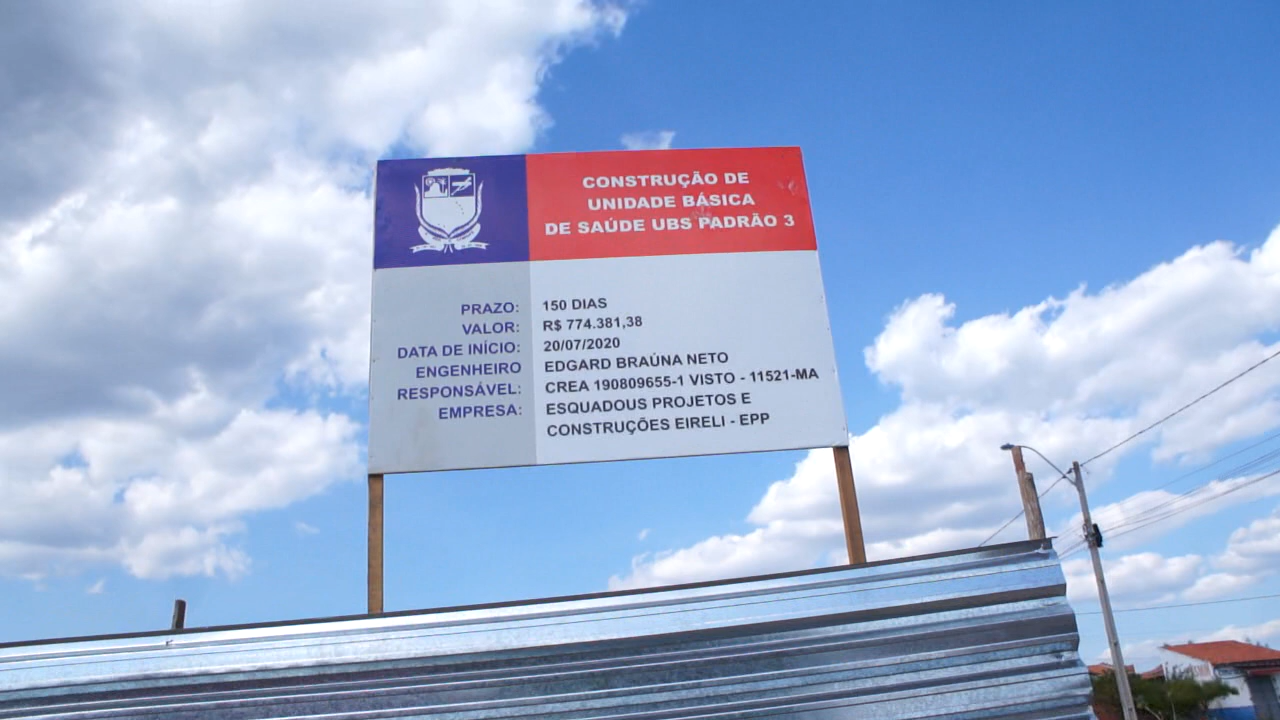 CONSTRUÇÃO DE
UNIDADE BÁSICA
DE SAÚDE UBS PADRÃO 3
PRAZO: 150 DIAS
VALOR: R$ 774.381,38
DATA DE INÍCIO: 20/07/2020
ENGENHEIRO EDGARD BRAÚNA NETO
RESPONSÁVEL: CREA 190809655-1 VISTO - 11521-MA
EMPRESA: ESQUADOUS PROJETOS E
CONSTRUÇÕES EIRELI - EPP